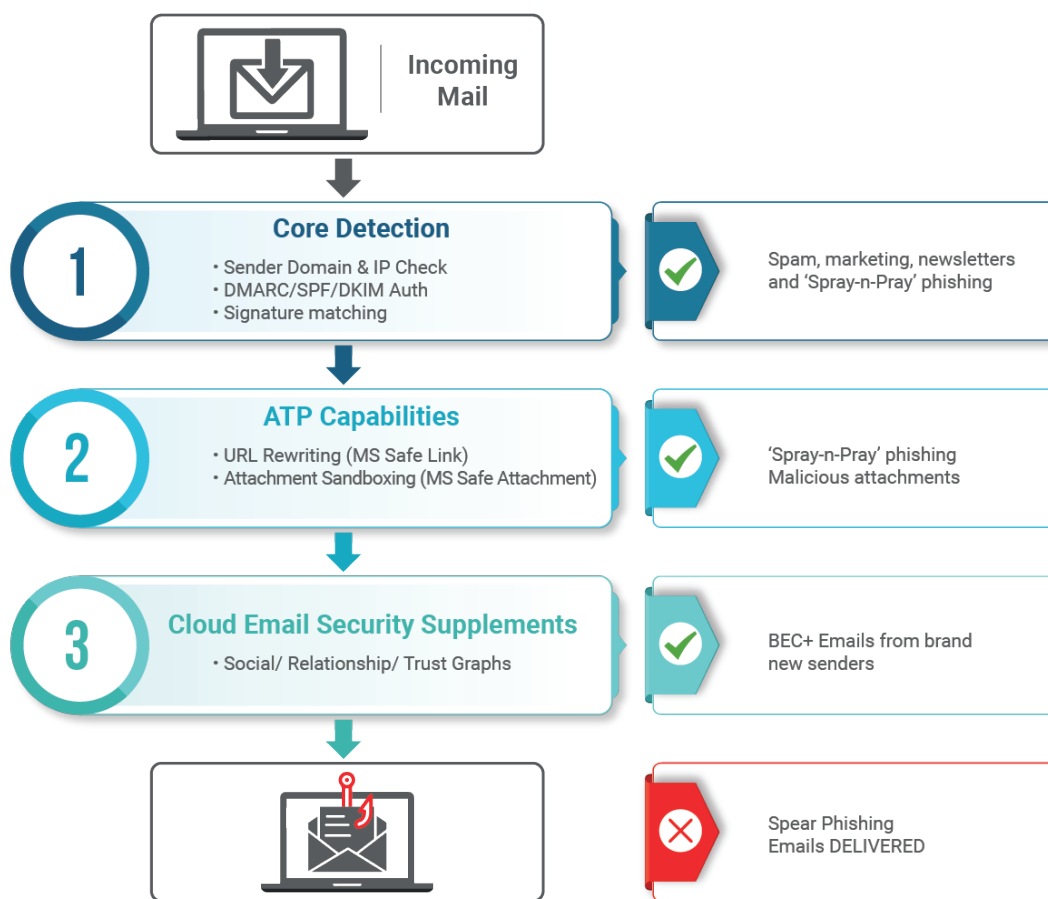 Incoming
Mail
1
Core Detection
• Sender Domain & IP Check
• DMARC/SPF/DKIM Auth
• Signature matching
Spam, marketing, newsletters
and ‘Spray-n-Pray’ phishing
2
ATP Capabilities
• URL Rewriting (MS Safe Link)
• Attachment Sandboxing (MS Safe Attachment)
‘Spray-n-Pray’ phishing
Malicious attachments
3
Cloud Email Security Supplements
• Social/ Relationship/ Trust Graphs
BEC+ Emails from brand
new senders
Spear Phishing
Emails DELIVERED